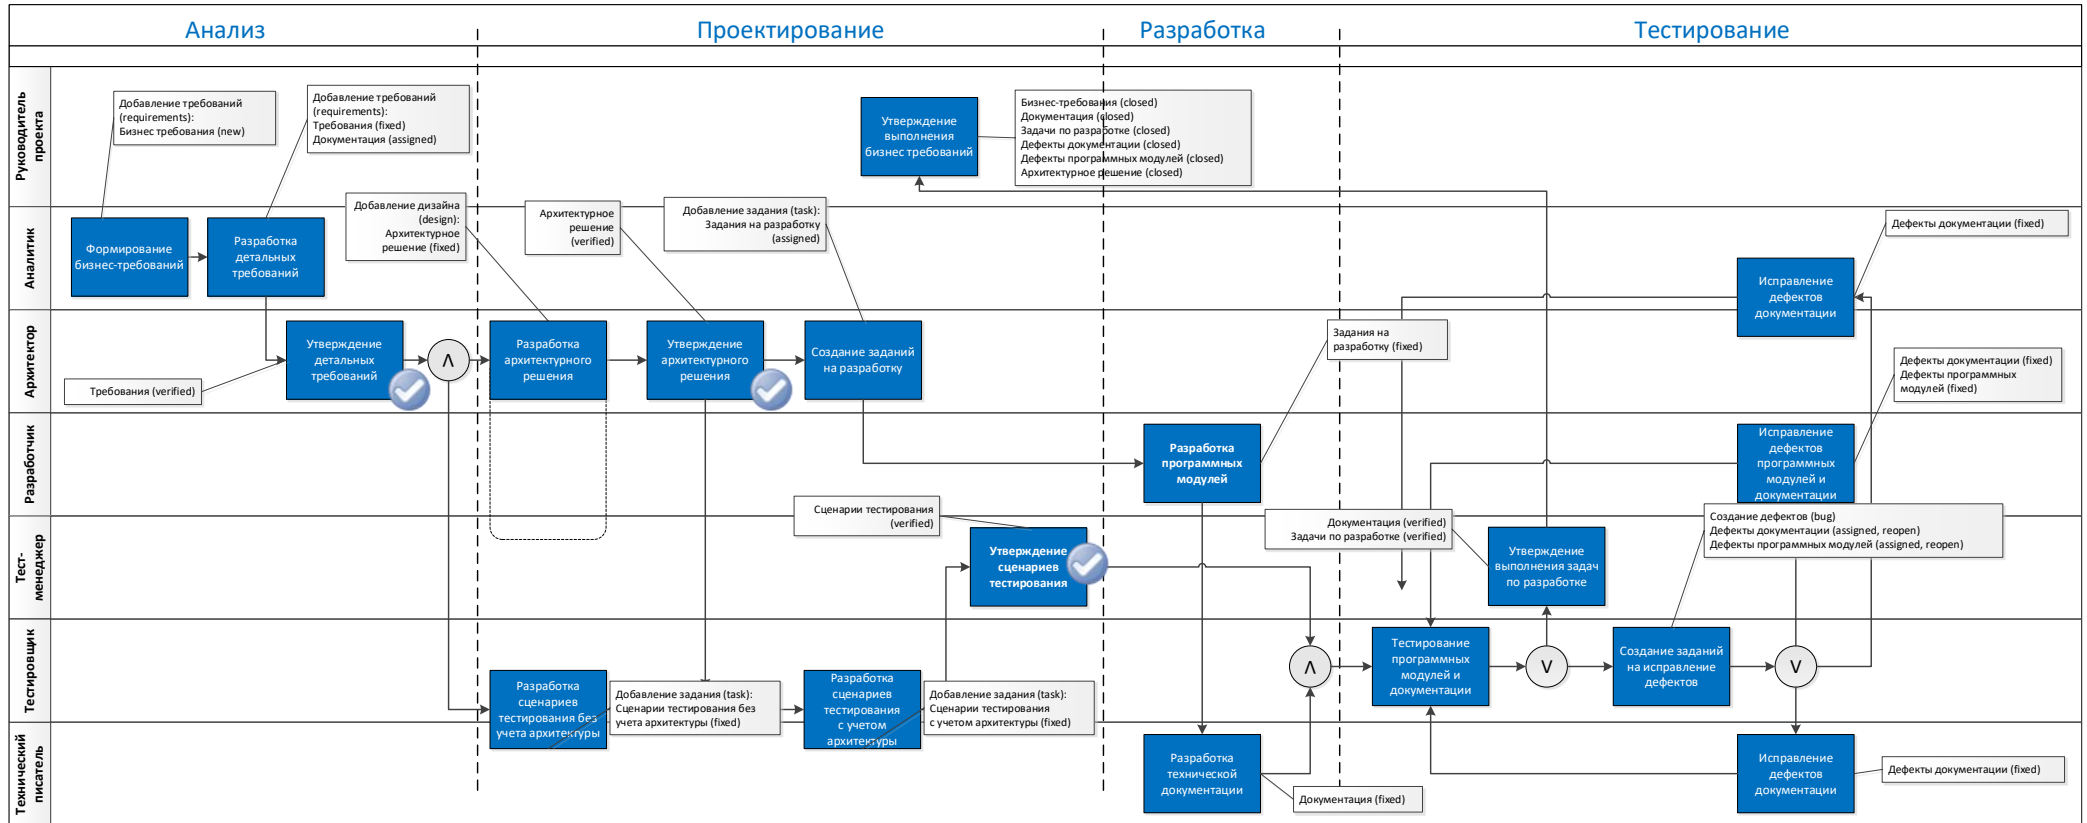 Анализ
Проектирование
Разработка
Тестирование
Руководитель
проекта
Добавление требований
(requirements):
Бизнес требования (new)
Добавление требований
(requirements):
Требования (fixed)
Документация (assigned)
Утверждение
выполнения
бизнес требований
Бизнес-требования (closed)
Документация (closed)
Задачи по разработке (closed)
Дефекты документации (closed)
Дефекты программных модулей (closed)
Архитектурное решение (closed)
Аналитик
Формирование
бизнес-требований
Разработка
детальных
требований
Добавление дизайна
(design):
Архитектурное
решение (fixed)
Архитектурное
решение
(verified)
Добавление задания (task):
Задания на разработку
(assigned)
Дефекты документации (fixed)
Исправление
дефектов
документации
Архитектор
Требования (verified)
Утверждение
детальных
требований
Λ
Разработка
архитектурного
решения
Утверждение
архитектурного
решения
Создание заданий
на разработку
Задания на
разработку (fixed)
Дефекты документации (fixed)
Дефекты программных
модулей (fixed)
Разработчик
Разработка
программных
модулей
Исправление
дефектов
программных
модулей и
документации
Тест-
менеджер
Сценарии тестирования
(verified)
Утверждение
сценариев
тестирования
Документация (verified)
Задачи по разработке (verified)
Утверждение
выполнения задач
по разработке
Создание дефектов (bug)
Дефекты документации (assigned, reopen)
Дефекты программных модулей (assigned, reopen)
Тестировщик
Разработка
сценариев
тестирования без
учета архитектуры
Добавление задания (task):
Сценарии тестирования без
учета архитектуры (fixed)
Разработка
сценариев
тестирования
с учетом
архитектуры
Добавление задания (task):
Сценарии тестирования
с учетом архитектуры (fixed)
Λ
Тестирование
программных
модулей и
документации
V
Создание заданий
на исправление
дефектов
V
Технический
писатель
Разработка
технической
документации
Документация (fixed)
Исправление
дефектов
документации
Дефекты документации (fixed)